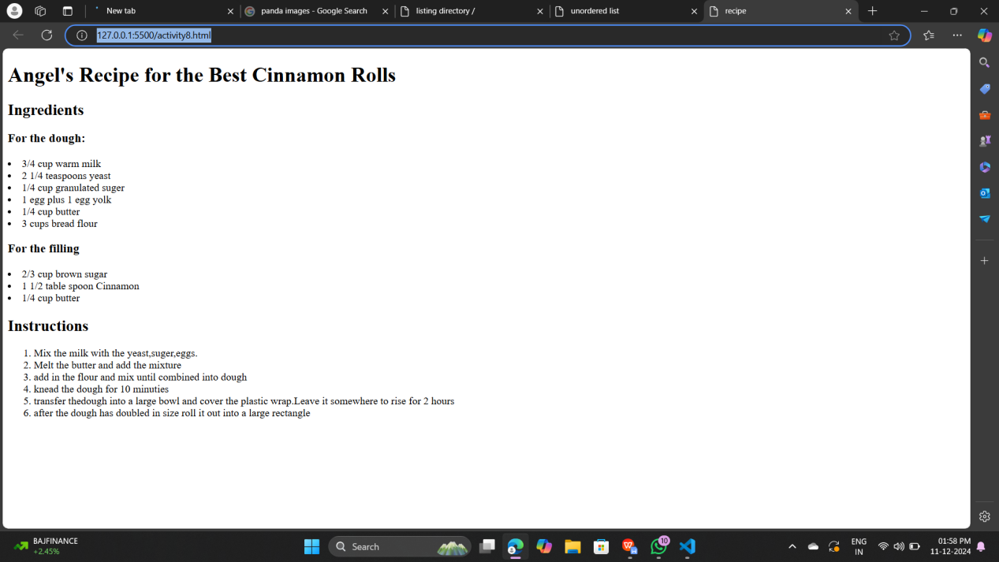 New tab
panda images - Google Search
listing directory /
unordered list
recipe
127.0.0.1:5500/activity8.html
Angel's Recipe for the Best Cinnamon Rolls
Ingredients
For the dough:
• 3/4 cup warm milk
• 2 1/4 teaspoons yeast
• 1/4 cup granulated suger
• 1 egg plus 1 egg yolk
• 1/4 cup butter
• 3 cups bread flour
For the filling
• 2/3 cup brown sugar
• 1 1/2 table spoon Cinnamon
• 1/4 cup butter
Instructions
1. Mix the milk with the yeast,suger,eggs.
2. Melt the butter and add the mixture
3. add in the flour and mix until combined into dough
4. knead the dough for 10 minuties
5. transfer thedough into a large bowl and cover the plastic wrap.Leave it somewhere to rise for 2 hours
6. after the dough has doubled in size roll it out into a large rectangle
BAJFINANCE
+2.45%
Search
10
ENG
IN
01:58 PM
11-12-2024